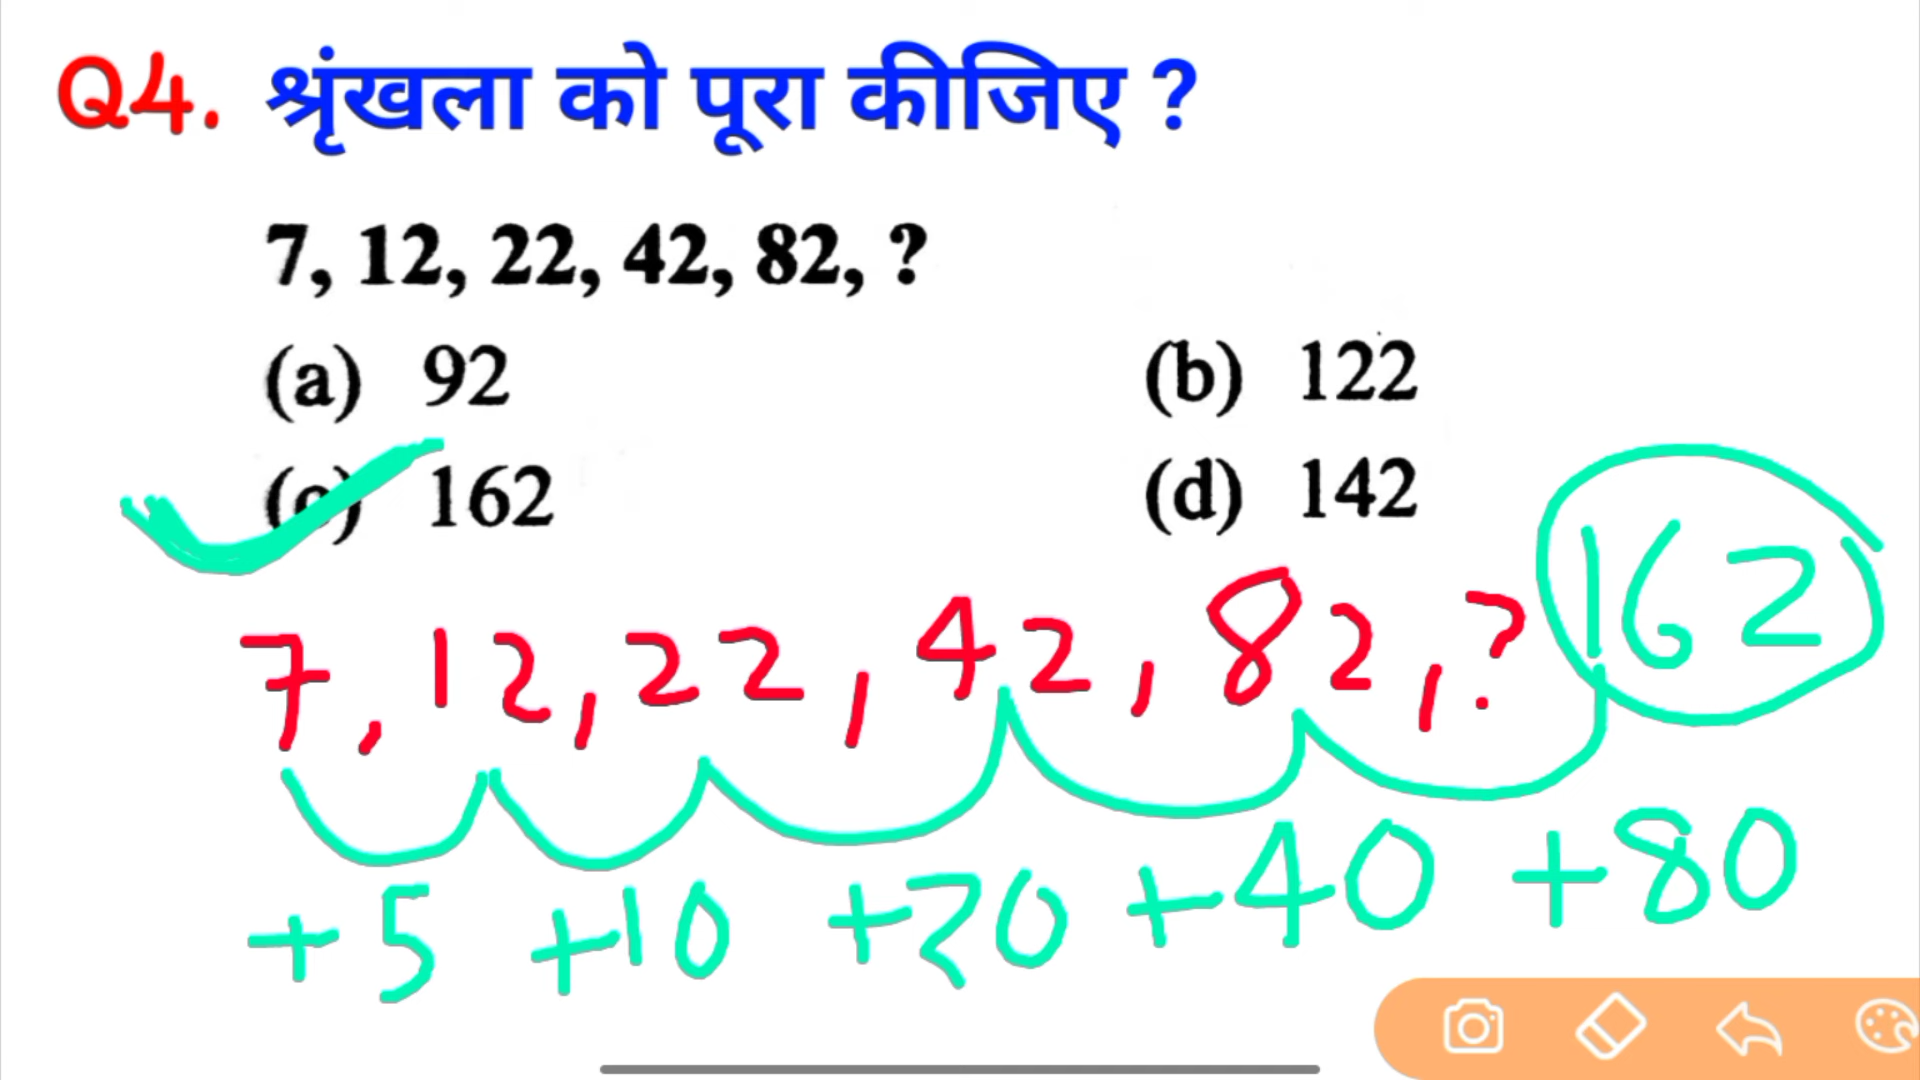 Q4. श्रृंखला को पूरा कीजिए ?
7, 12, 22, 42, 82, ?
(a) 92 (b) 122
(c) 162 (d) 142
7, 12, 22, 42, 82, ? 162
+5 +10 +20 +40 +80